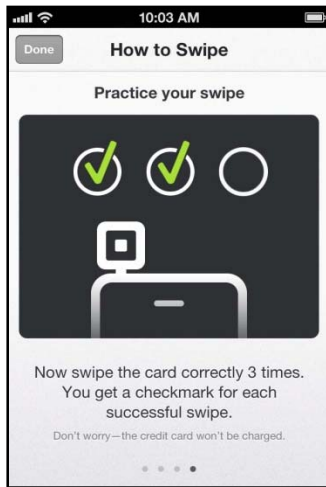 10:03 AM
Done
How to Swipe
Practice your swipe
Now swipe the card correctly 3 times.
You get a checkmark for each
successful swipe.
Don't worry—the credit card won't be charged.